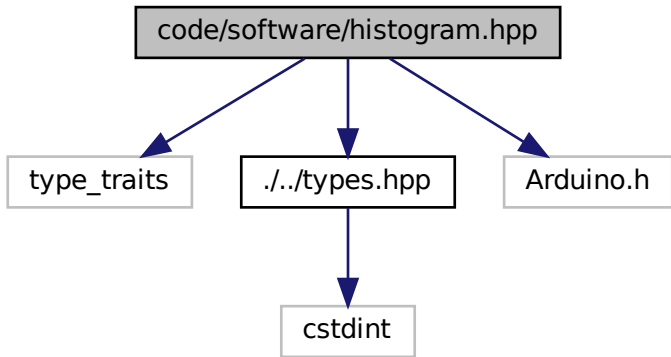 code/software/histogram.hpp
type_traits
./../types.hpp
Arduino.h
cstdint